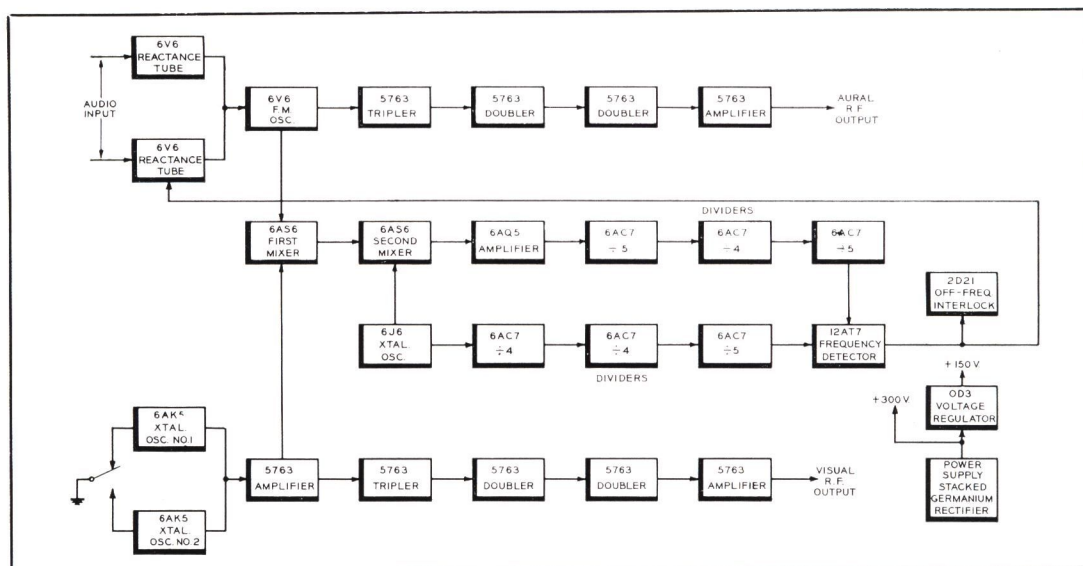 6V6
REACTANCE
TUBE
AUDIO
INPUT
6V6
REACTANCE
TUBE
6V6
F.M.
OSC.
5763
TRIPLER
5763
DOUBLER
5763
DOUBLER
5763
AMPLIFIER
AURAL
R F
OUTPUT
DIVIDERS
6AS6
FIRST
MIXER
6AS6
SECOND
MIXER
6AQ5
AMPLIFIER
6AC7
÷5
6AC7
÷4
6AC7
÷5
2D21
OFF-FREQ
INTERLOCK
6J6
XTAL.
OSC.
6AC7
÷4
6AC7
÷4
6AC7
÷5
12AT7
FREQUENCY
DETECTOR
DIVIDERS
+150V
+300V
OD3
VOLTAGE
REGULATOR
6AK5
XTAL.
OSC. NO.1
6AK5
XTAL.
OSC. NO.2
5763
AMPLIFIER
5763
TRIPLER
5763
DOUBLER
5763
DOUBLER
5763
AMPLIFIER
VISUAL
R.F.
OUTPUT
POWER
SUPPLY
STACKED
GERMANIUM
RECTIFIER